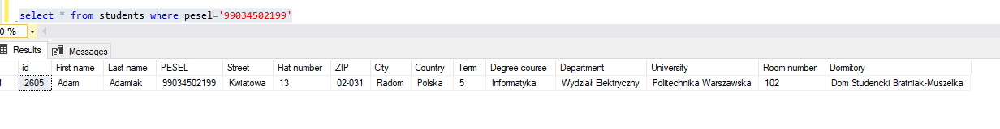 select * from students where pesel='99034502199'
0 %
Results Messages
id First name Last name PESEL Street Flat number ZIP City Country Term Degree course Department University Room number Dormitory
1 2605 Adam Adamiak 99034502199 Kwiatowa 13 02-031 Radom Polska 5 Informatyka Wydział Elektryczny Politechnika Warszawska 102 Dom Studencki Bratniak-Muszelka